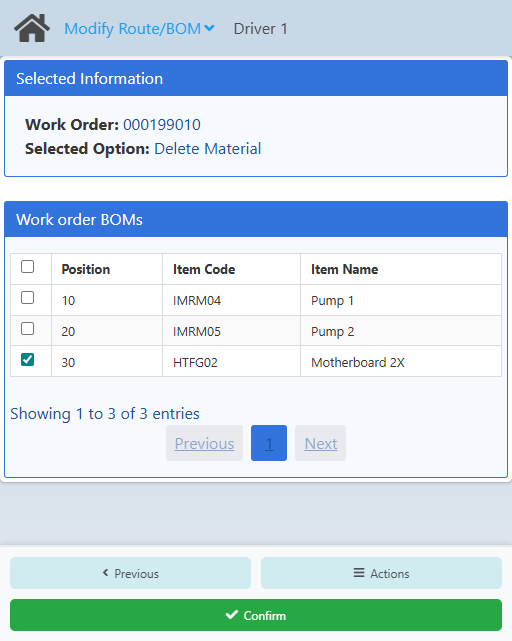 Modify Route/BOM Driver 1
Selected Information
Work Order: 000199010
Selected Option: Delete Material
Work order BOMs
Position Item Code Item Name
10 IMRM04 Pump 1
20 IMRM05 Pump 2
30 HTFG02 Motherboard 2X
Showing 1 to 3 of 3 entries
Previous 1 Next
Previous Actions
Confirm